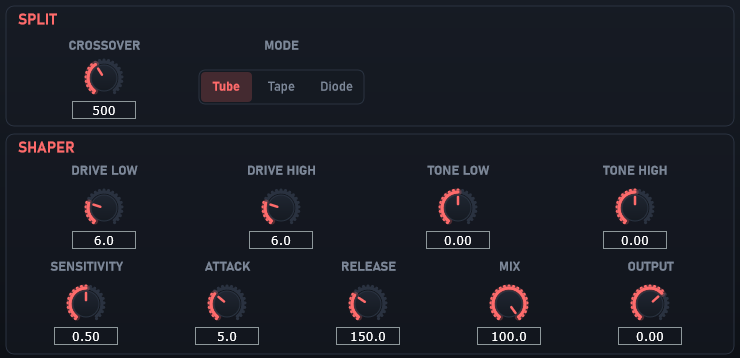 SPLIT
CROSSOVER MODE
Tube Tape Diode
500
SHAPER
DRIVE LOW DRIVE HIGH TONE LOW TONE HIGH
6.0 6.0 0.00 0.00
SENSITIVITY ATTACK RELEASE MIX OUTPUT
0.50 5.0 150.0 100.0 0.00